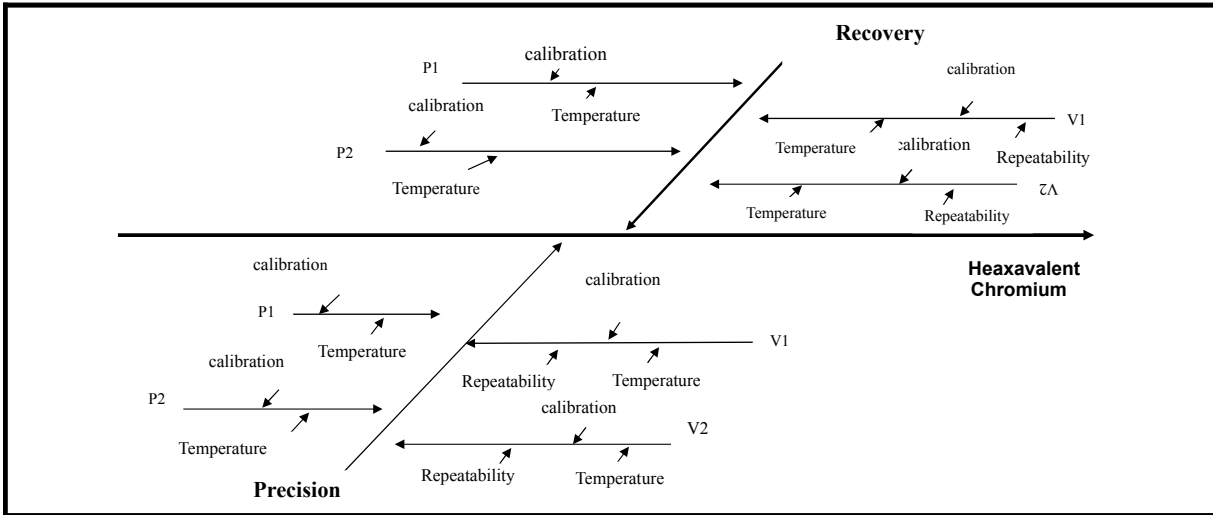 Recovery
calibration
P1
calibration
calibration
Temperature
V1
P2
Temperature
calibration
Repeatability
Temperature
V2
Temperature
Repeatability
Heaxavalent
Chromium
calibration
calibration
P1
Temperature
V1
calibration
Repeatability
Temperature
P2
calibration
Temperature
V2
Repeatability
Temperature
Precision